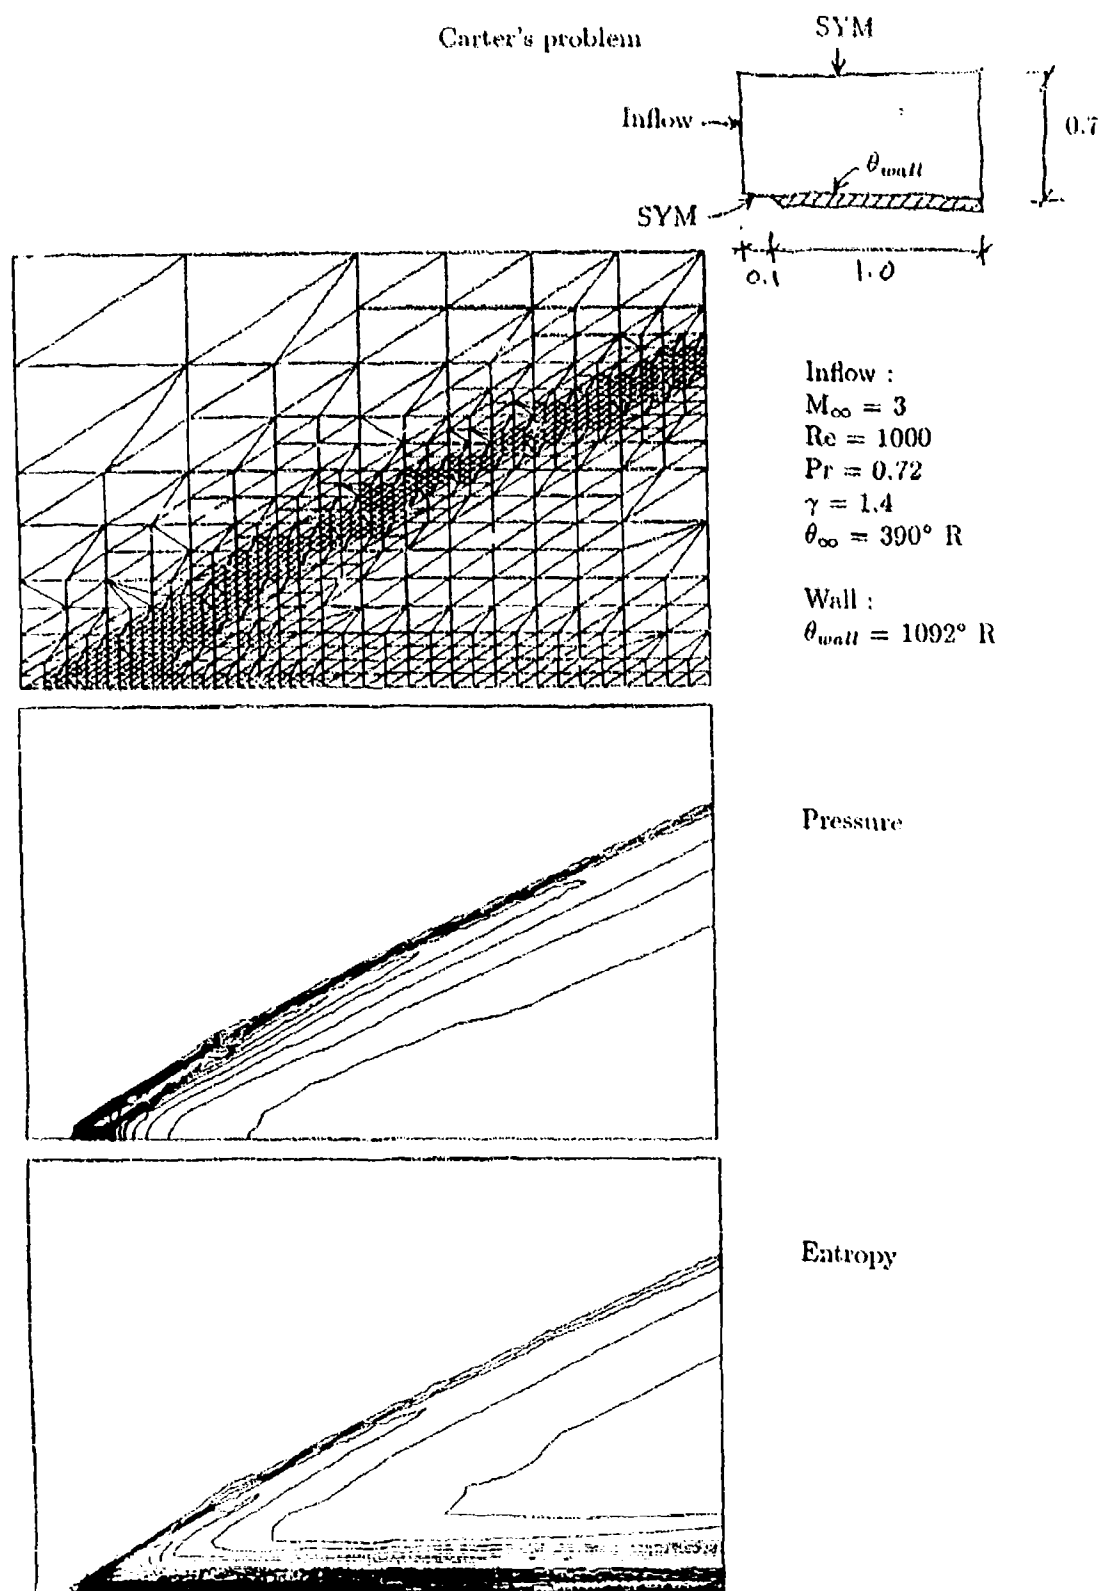 Carter's problem
SYM
Inflow
0.7
θwall
SYM
0.1
1.0
Inflow :
M∞ = 3
Re = 1000
Pr = 0.72
γ = 1.4
θ∞ = 390° R
Wall :
θwall = 1092° R
Pressure
Entropy